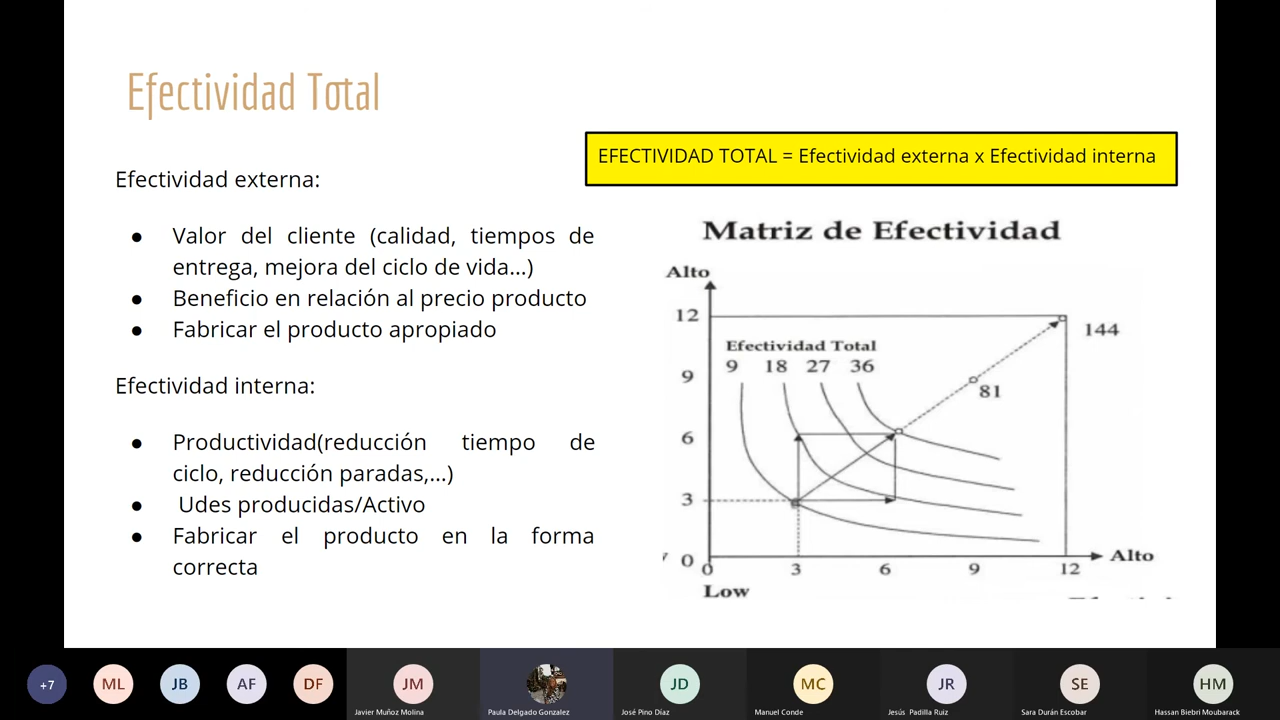 Efectividad Total
EFECTIVIDAD TOTAL = Efectividad externa x Efectividad interna
Efectividad externa:
● Valor del cliente (calidad, tiempos de
entrega, mejora del ciclo de vida...)
● Beneficio en relación al precio producto
● Fabricar el producto apropiado
Efectividad interna:
● Productividad(reducción tiempo de
ciclo, reducción paradas,...)
● Udes producidas/Activo
● Fabricar el producto en la forma
correcta
Matriz de Efectividad
Alto
12
144
Efectividad Total
9 18 27 36
9
81
6
3
0
Alto
0 3 6 9 12
Low
+7
ML
JB
AF
DF
JM
Javier Muñoz Molina
Paula Delgado Gonzalez
JD
José Pino Díaz
MC
Manuel Conde
JR
Jesús Padilla Ruiz
SE
Sara Durán Escobar
HM
Hassan Biebri Moubarack